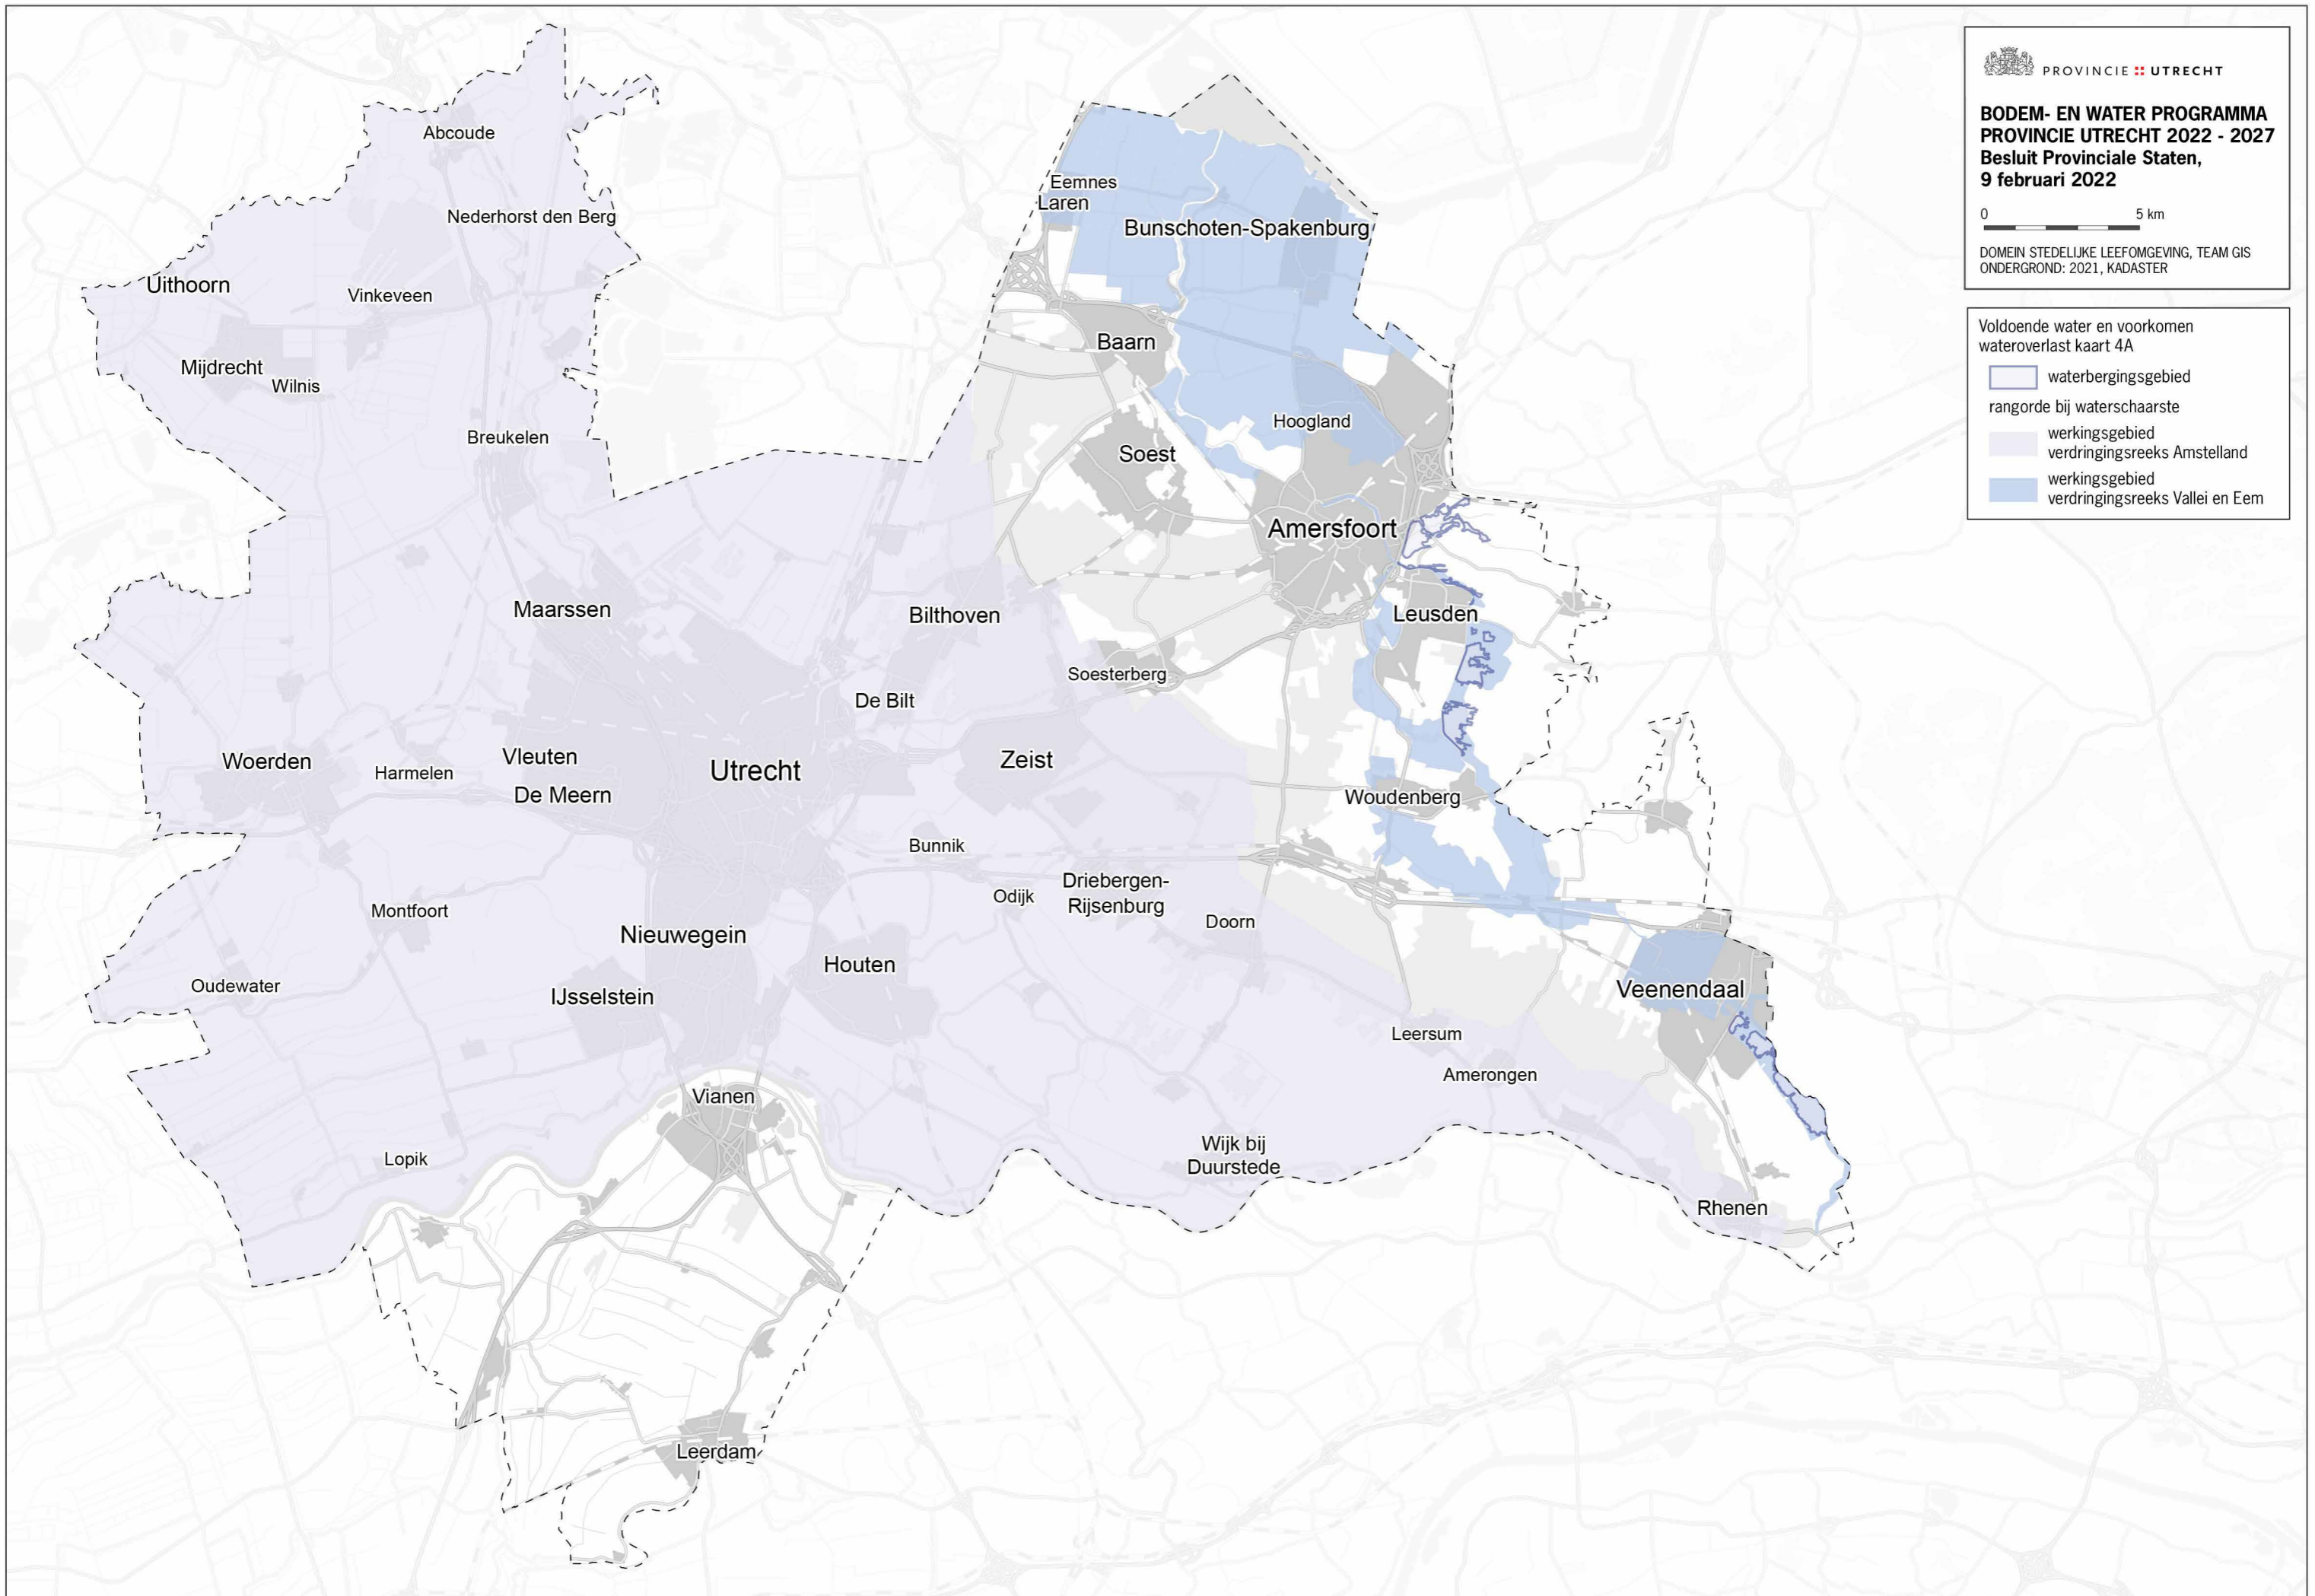 PROVINCIE UTRECHT
BODEM- EN WATER PROGRAMMA
PROVINCIE UTRECHT 2022 - 2027
Besluit Provinciale Staten,
9 februari 2022
0 5 km
DOMEIN STEDELIJKE LEEFOMGEVING, TEAM GIS
ONDERGROND: 2021, KADASTER
Voldoende water en voorkomen
wateroverlast kaart 4A
waterbergingsgebied
rangorde bij waterschaarste
werkingsgebied
verdringingsreeks Amstelland
werkingsgebied
verdringingsreeks Vallei en Eem
Abcoude
Eemnes
Laren
Nederhorst den Berg
Bunschoten-Spakenburg
Uithoorn
Vinkeveen
Baarn
Mijdrecht
Wilnis
Hoogland
Breukelen
Soest
Amersfoort
Maarssen
Bilthoven
Leusden
Soesterberg
De Bilt
Vleuten
Woerden
Harmelen
Utrecht
Zeist
De Meern
Woudenberg
Bunnik
Driebergen-
Rijsenburg
Odijk
Montfoort
Doorn
Nieuwegein
Houten
Oudewater
IJsselstein
Veenendaal
Leersum
Amerongen
Vianen
Wijk bij
Duurstede
Lopik
Rhenen
Leerdam